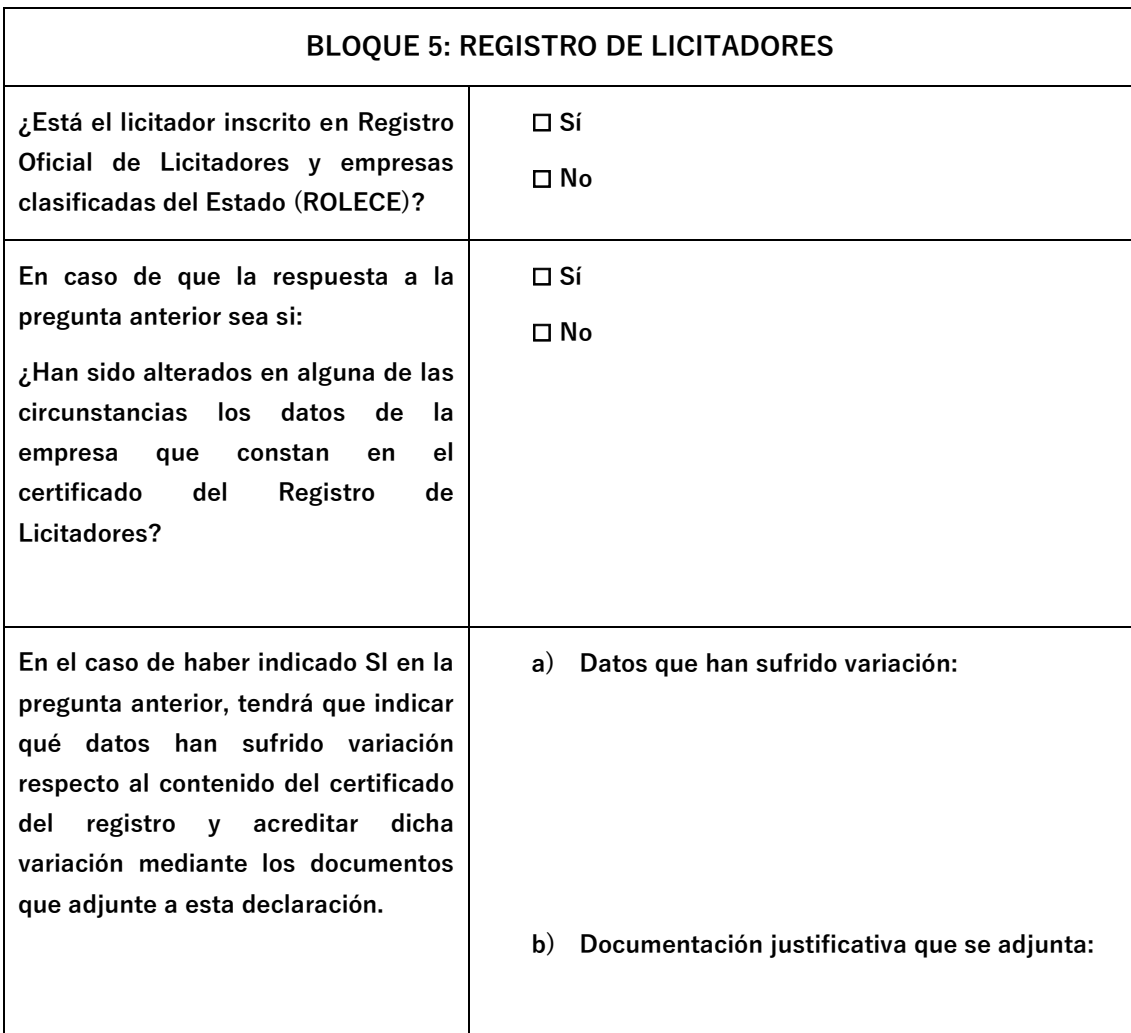 BLOQUE 5: REGISTRO DE LICITADORES
¿Está el licitador inscrito en Registro
Oficial de Licitadores y empresas
clasificadas del Estado (ROLECE)?
☐ Sí
☐ No
En caso de que la respuesta a la
pregunta anterior sea si:
¿Han sido alterados en alguna de las
circunstancias los datos de la
empresa que constan en el
certificado del Registro de
Licitadores?
☐ Sí
☐ No
En el caso de haber indicado SI en la
pregunta anterior, tendrá que indicar
qué datos han sufrido variación
respecto al contenido del certificado
del registro y acreditar dicha
variación mediante los documentos
que adjunte a esta declaración.
a) Datos que han sufrido variación:
b) Documentación justificativa que se adjunta: